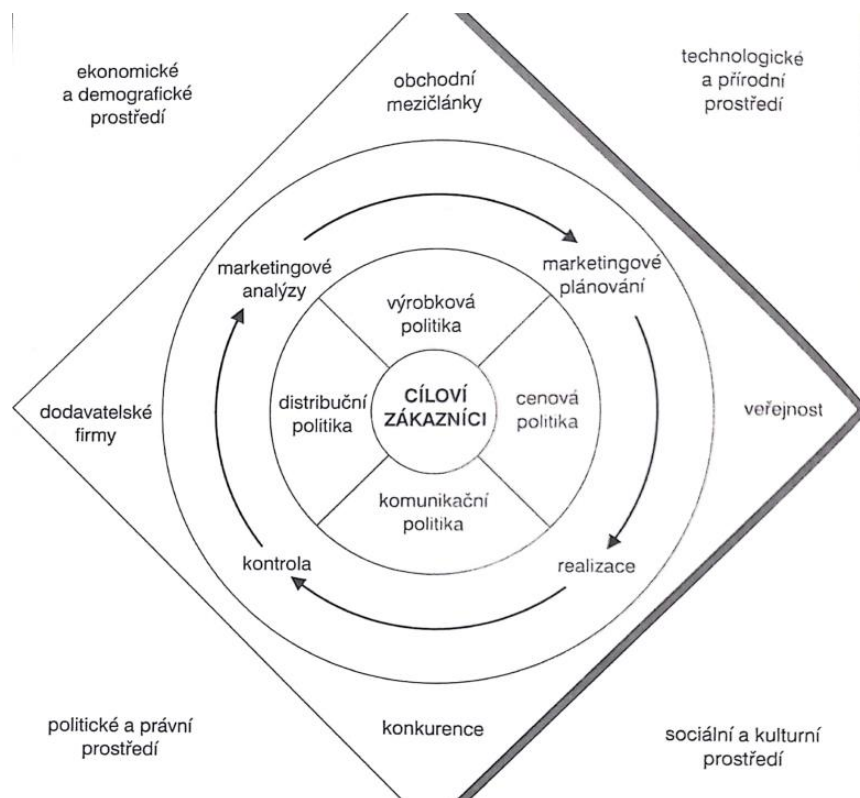 ekonomické
a demografické
prostředí
obchodní
mezičlánky
technologické
a přírodní
prostředí
marketingové
analýzy
marketingové
plánování
výrobková
politika
dodavatelské
firmy
distribuční
politika
CÍLOVÍ
ZÁKAZNÍCI
cenová
politika
veřejnost
komunikační
politika
kontrola
realizace
politické a právní
prostředí
konkurence
sociální a kulturní
prostředí